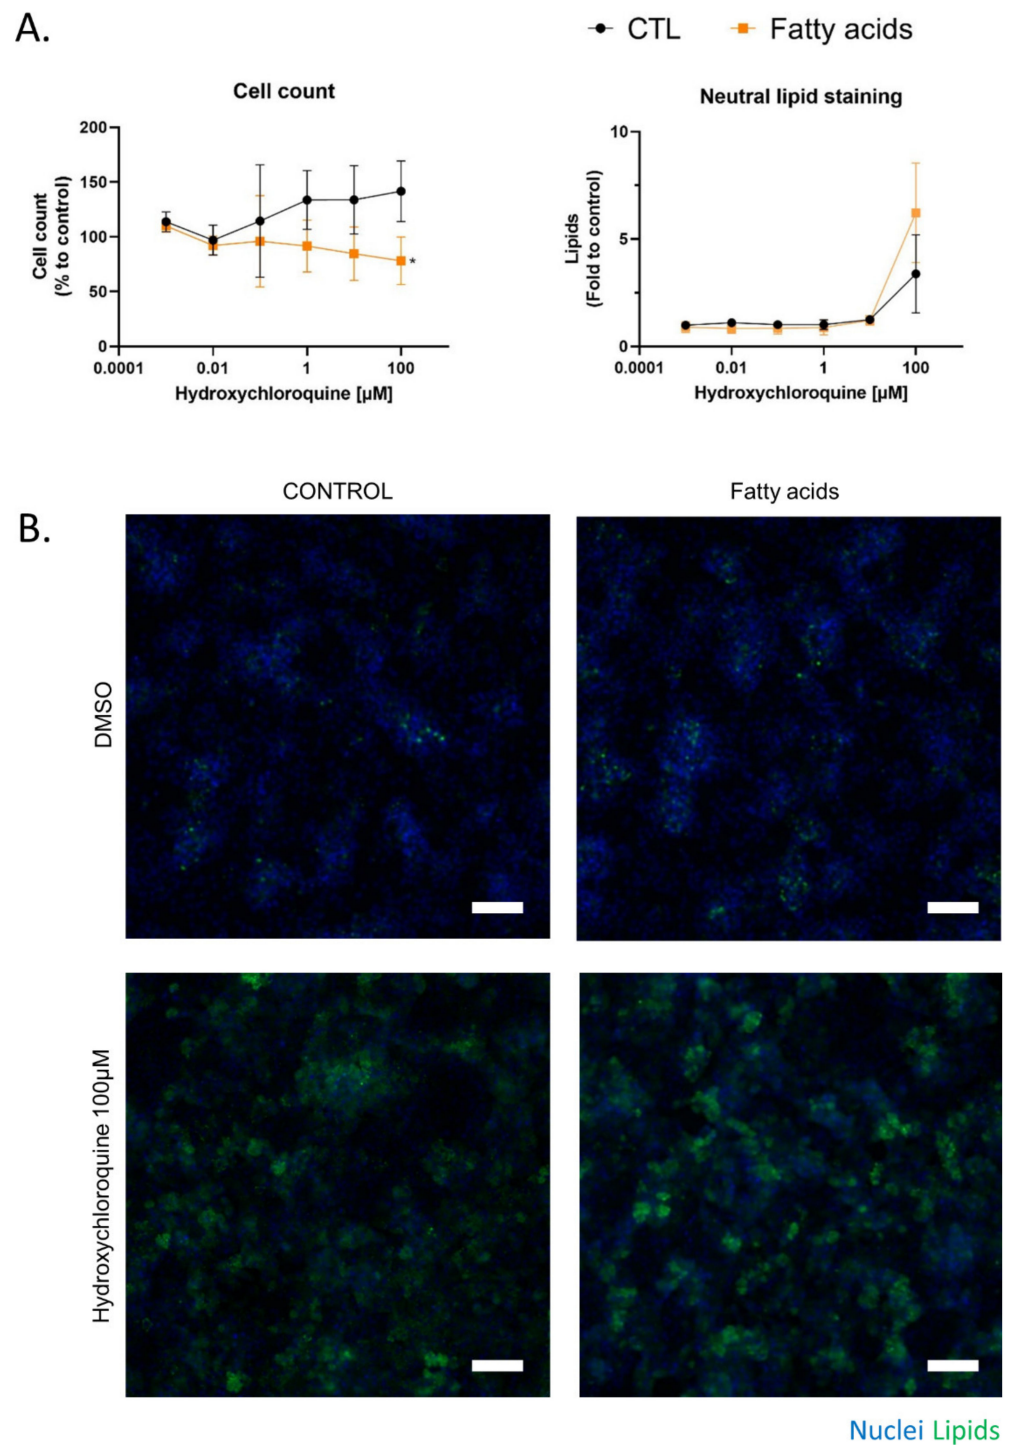 A.
CTL Fatty acids
Cell count
Neutral lipid staining
200
150
100
50
0
Cell count
(% to control)
0.0001 0.01 1 100
Hydroxychloroquine [µM]
*
10
5
0
Lipids
(Fold to control)
0.0001 0.01 1 100
Hydroxychloroquine [µM]
B.
CONTROL
Fatty acids
DMSO
Hydroxychloroquine 100µM
Nuclei Lipids